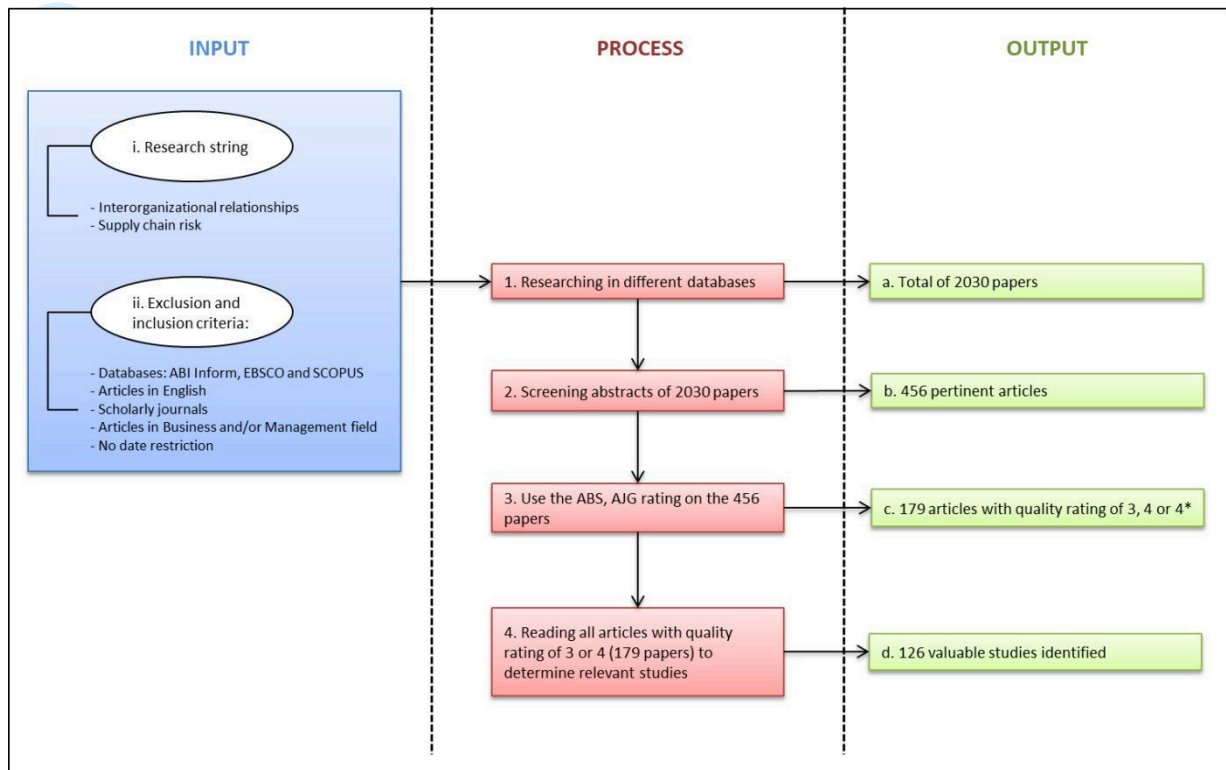 INPUT
PROCESS
OUTPUT
i. Research string
- Interorganizational relationships
- Supply chain risk
ii. Exclusion and
inclusion criteria:
- Databases: ABI Inform, EBSCO and SCOPUS
- Articles in English
- Scholarly journals
- Articles in Business and/or Management field
- No date restriction
1. Researching in different databases
a. Total of 2030 papers
2. Screening abstracts of 2030 papers
b. 456 pertinent articles
3. Use the ABS, AJG rating on the 456
papers
c. 179 articles with quality rating of 3, 4 or 4*
4. Reading all articles with quality
rating of 3 or 4 (179 papers) to
determine relevant studies
d. 126 valuable studies identified